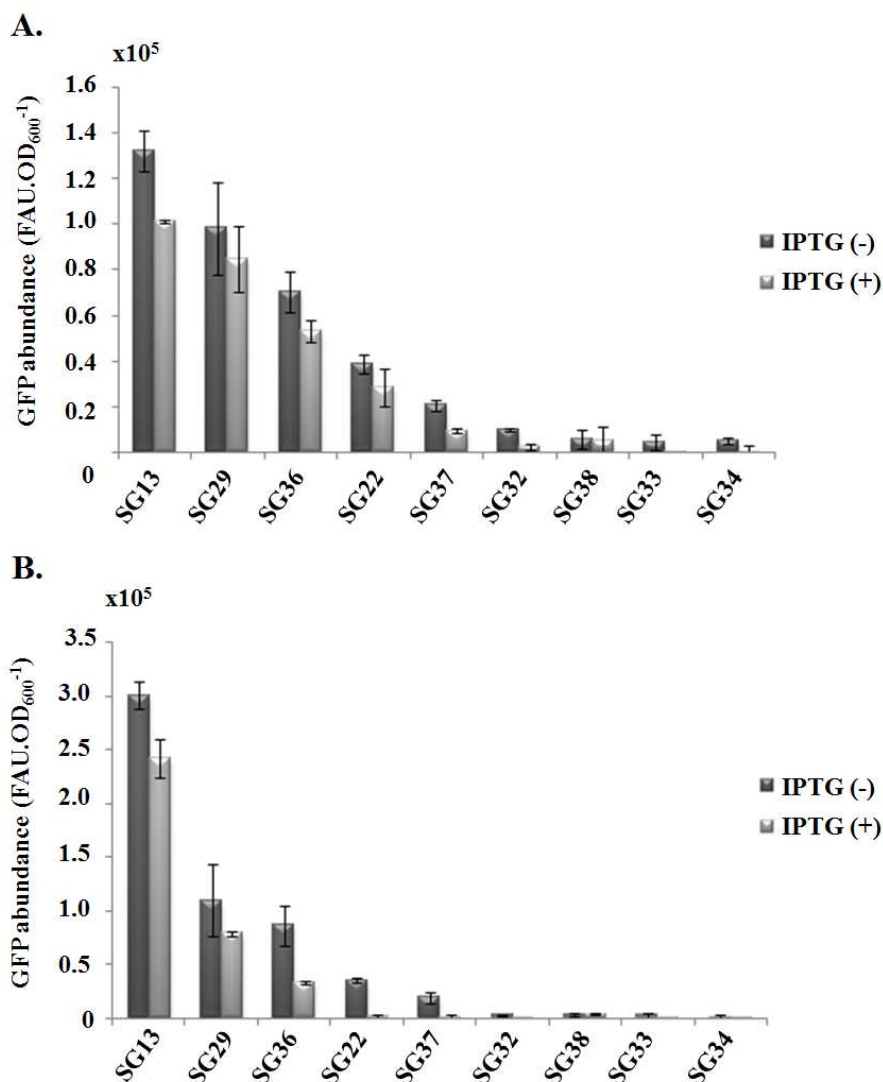 A.
x10⁵
GFP abundance (FAU.OD₆₀₀⁻¹)
1.6
1.4
1.2
1.0
0.8
0.6
0.4
0.2
0
IPTG (-)
IPTG (+)
SG13 SG29 SG36 SG22 SG37 SG32 SG38 SG33 SG34
B.
x10⁵
GFP abundance (FAU.OD₆₀₀⁻¹)
3.5
3.0
2.5
2.0
1.5
1.0
0.5
0
IPTG (-)
IPTG (+)
SG13 SG29 SG36 SG22 SG37 SG32 SG38 SG33 SG34